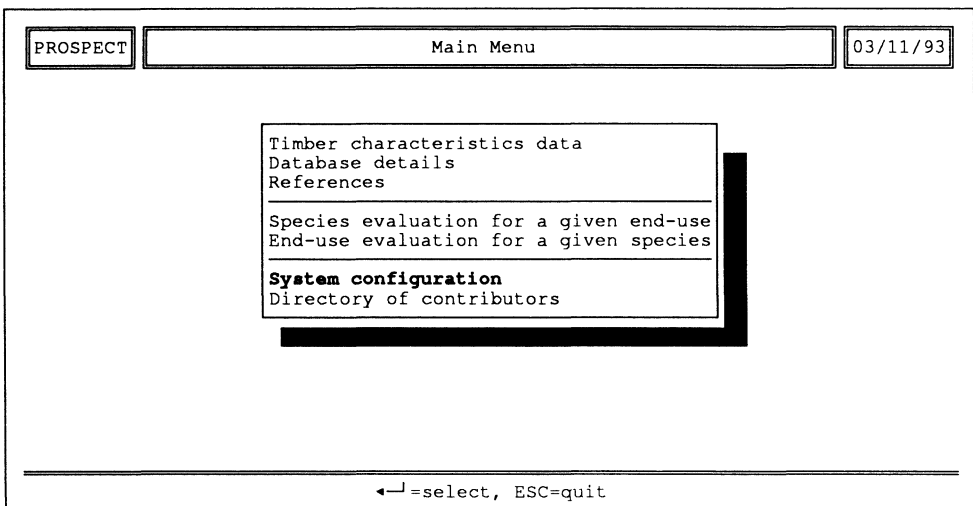 PROSPECT Main Menu 03/11/93
Timber characteristics data
Database details
References
Species evaluation for a given end-use
End-use evaluation for a given species
System configuration
Directory of contributors
◄─┘=select, ESC=quit